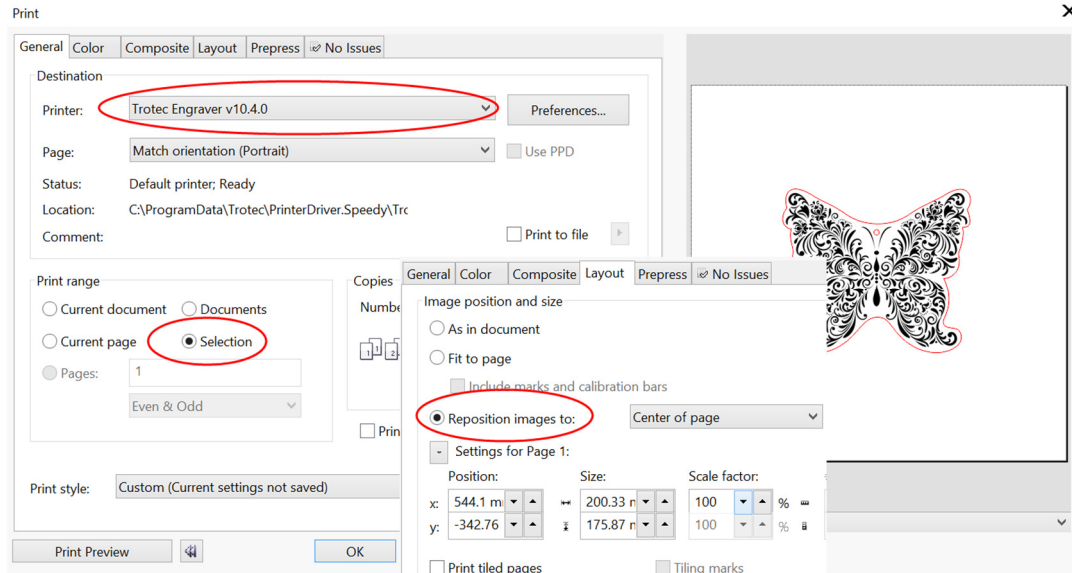 Print
General Color Composite Layout Prepress No Issues
Destination
Printer: Trotec Engraver v10.4.0 Preferences...
Page: Match orientation (Portrait) Use PPD
Status: Default printer; Ready
Location: C:\ProgramData\Trotec\PrinterDriver.Speedy\Trc
Comment: Print to file
Print range
Current document Documents
Current page Selection
Pages: 1
Even & Odd
Copies
Numbe
1 1 2
Prin
Print style: Custom (Current settings not saved)
Print Preview OK
General Color Composite Layout Prepress No Issues
Image position and size
As in document
Fit to page
Include marks and calibration bars
Reposition images to: Center of page
- Settings for Page 1:
Position: Size: Scale factor:
x: 544.1 m 200.33 n 100 %
y: -342.76 175.87 n 100 %
Print tiled pages Tiling marks